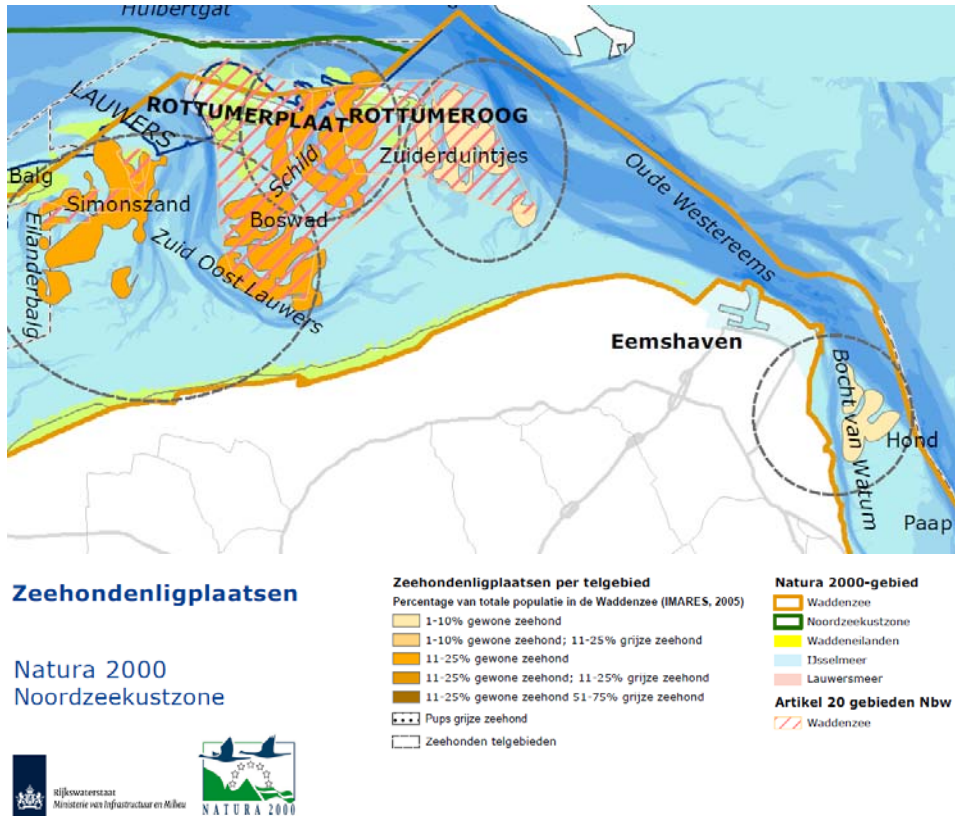 Huibertgat
LAUWERS
ROTTUMERPLAAT
ROTTUMEROOG
Schild
Zuiderduintjes
Balg
Simonszand
Boswad
Oude Westereems
Eilanderbalg
Zuid Oost Lauwers
Eemshaven
Bocht van Watum
Hond
Paap
Zeehondenligplaatsen
Natura 2000
Noordzeekustzone
Rijkswaterstaat
Ministerie van Infrastructuur en Milieu
NATURA 2000
Zeehondenligplaatsen per telgebied
Percentage van totale populatie in de Waddenzee (IMARES, 2005)
1-10% gewone zeehond
1-10% gewone zeehond; 11-25% grijze zeehond
11-25% gewone zeehond
11-25% gewone zeehond; 11-25% grijze zeehond
11-25% gewone zeehond 51-75% grijze zeehond
Pups grijze zeehond
Zeehonden telgebieden
Natura 2000-gebied
Waddenzee
Noordzeekustzone
Waddeneilanden
IJsselmeer
Lauwersmeer
Artikel 20 gebieden Nbw
Waddenzee